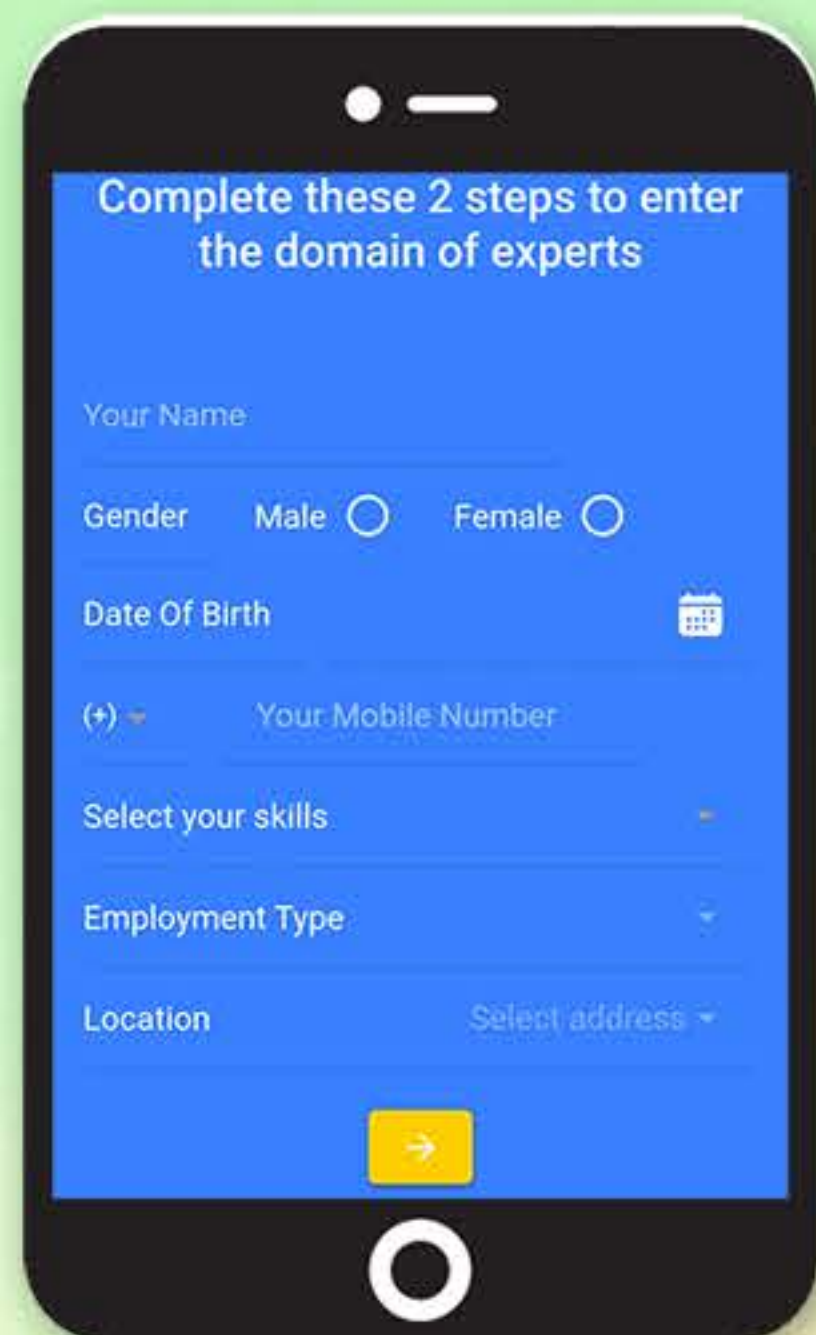 Complete these 2 steps to enter
the domain of experts
Your Name
Gender Male Female
Date Of Birth
(+) Your Mobile Number
Select your skills
Employment Type
Location Select address